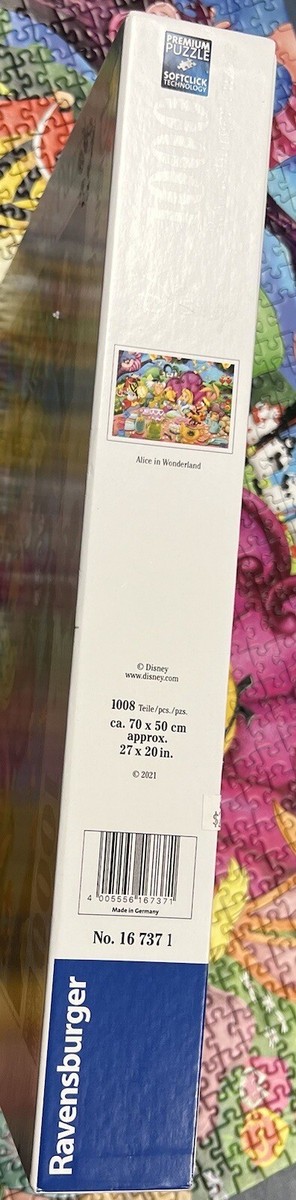 PREMIUM
PUZZLE
SOFTCLICK
TECHNOLOGY
1000
Alice in Wonderland
© Disney
www.disney.com
1008 Teile/pcs./pzs.
ca. 70 x 50 cm
approx.
27 x 20 in.
© 2021
$
4 005556 167371
Made in Germany
No. 16 737 1
Ravensburger